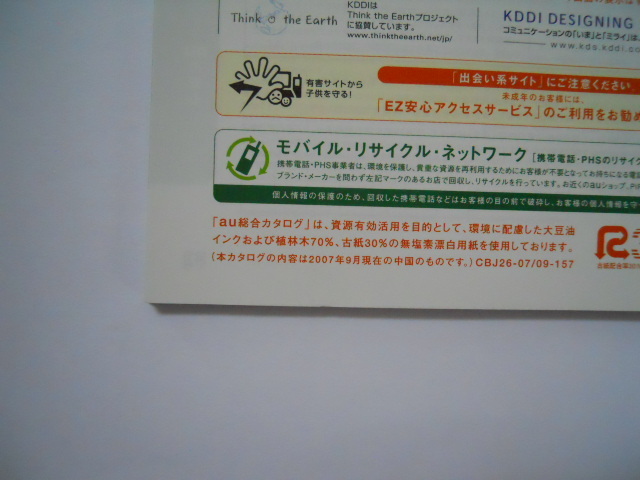 Think the Earth
KDDIは
Think the Earthプロジェクト
に協賛しています。
www.thinktheearth.net/jp/
KDDI DESIGNING
コミュニケーションの「いま」と「ミライ」は、
www.kds.kddi.co
有害サイトから
子供を守る!
「出会い系サイト」にご注意ください
未成年のお客様には、
「EZ安心アクセスサービス」のご利用をお勧め
モバイル・リサイクル・ネットワーク [携帯電話・PHSのリサイク
携帯電話・PHS事業者は、環境を保護し、貴重な資源を再利用するためにお客様が不要となってお持ちになる電
ブランド・メーカーを問わず左記マークのあるお店で回収し、リサイクルを行っています。お近くのauショップ、
個人情報の保護のため、回収した携帯電話などはお客様の目の前で破砕し、お客様の個人情報を守
「au総合カタログ」は、資源有効活用を目的として、環境に配慮した大豆油
インクおよび植林木70%、古紙30%の無塩素漂白用紙を使用しております。
(本カタログの内容は2007年9月現在の中国のものです。) CBJ26-07/09-157